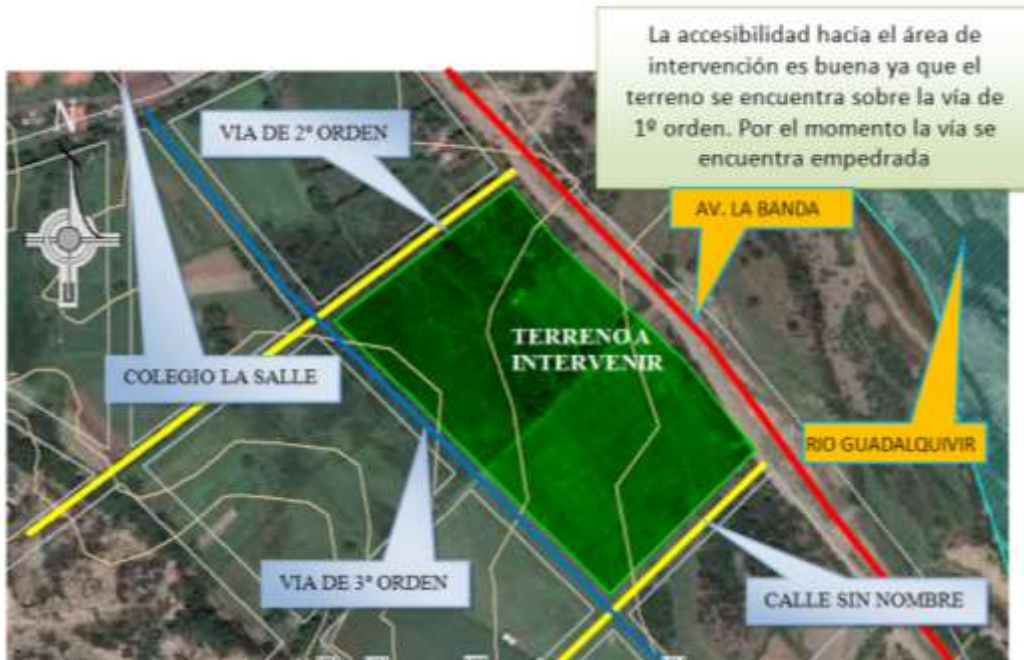 La accesibilidad hacia el área de
intervención es buena ya que el
terreno se encuentra sobre la vía de
1º orden. Por el momento la vía se
encuentra empedrada
N
VIA DE 2º ORDEN
AV. LA BANDA
TERRENO A
INTERVENIR
COLEGIO LA SALLE
RIO GUADALQUIVIR
VIA DE 3º ORDEN
CALLE SIN NOMBRE